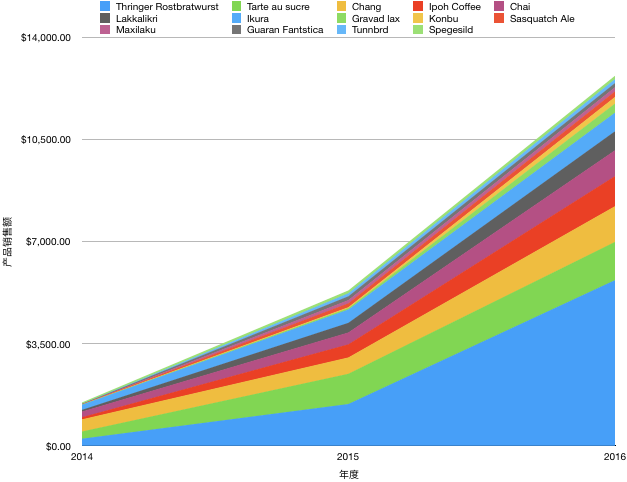 Thringer Rostbratwurst Tarte au sucre Chang Ipoh Coffee Chai
Lakkalikri Ikura Gravad lax Konbu Sasquatch Ale
Maxilaku Guaran Fantstica Tunnbrd Spegesild
$14,000.00
$10,500.00
$7,000.00
$3,500.00
$0.00
产品销售额
2014 2015 2016
年度